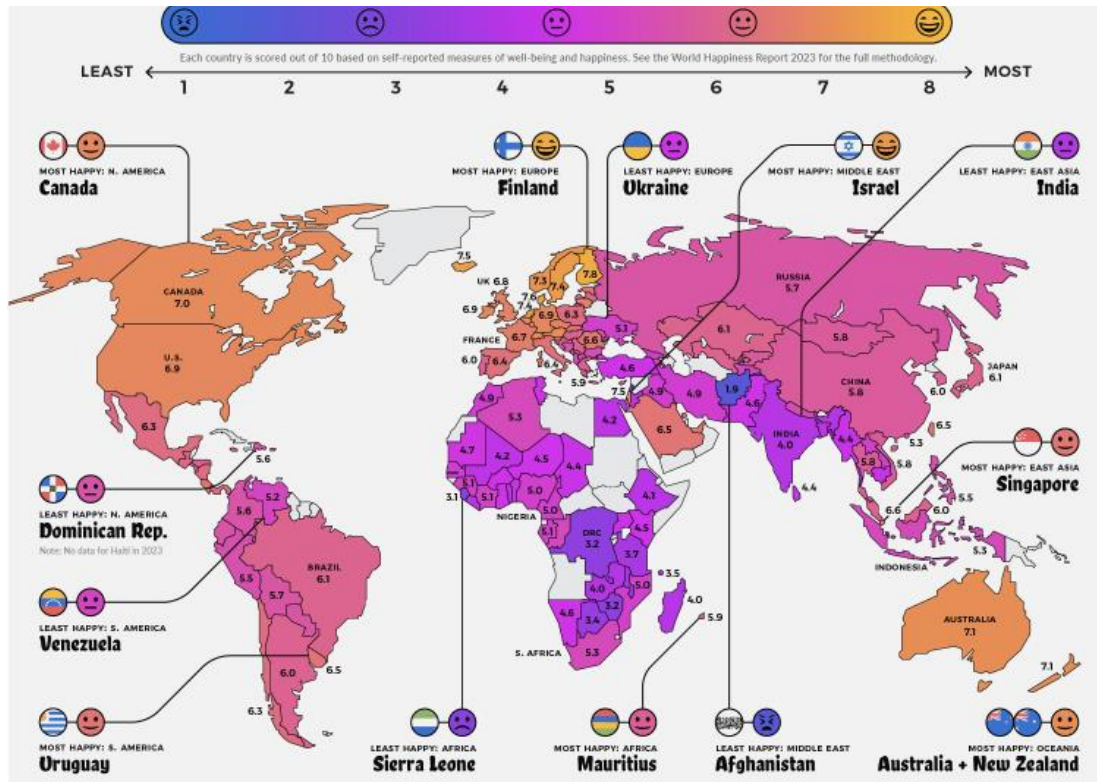 Each country is scored out of 10 based on self-reported measures of well-being and happiness. See the World Happiness Report 2023 for the full methodology.
LEAST
MOST
1 2 3 4 5 6 7 8
MOST HAPPY: N. AMERICA
Canada
MOST HAPPY: EUROPE
Finland
LEAST HAPPY: EUROPE
Ukraine
MOST HAPPY: MIDDLE EAST
Israel
LEAST HAPPY: EAST ASIA
India
CANADA
7.0
U.S.
6.9
6.3
5.6
7.5
UK 6.8
7.3
7.4
7.8
7.6
7.4
6.9
6.9
6.3
FRANCE
6.7
6.6
5.1
6.0
6.4
6.4
5.9
4.6
7.5
RUSSIA
5.7
6.1
5.8
CHINA
5.8
JAPAN
6.1
6.0
4.9
4.9
1.9
4.6
INDIA
4.0
4.4
4.4
6.5
5.3
5.8
5.8
6.5
5.5
6.6
6.0
5.3
INDONESIA
4.9
5.3
4.2
4.7
4.2
4.5
4.4
5.1
3.1
5.1
5.0
NIGERIA
5.0
5.1
4.1
4.5
DRC
3.2
3.7
3.5
4.0
5.0
4.0
3.2
4.6
3.4
5.9
S. AFRICA
5.3
5.2
5.6
5.5
BRAZIL
6.1
5.7
6.0
6.5
6.3
AUSTRALIA
7.1
7.1
LEAST HAPPY: N. AMERICA
Dominican Rep.
Note: No data for Haiti in 2023
LEAST HAPPY: S. AMERICA
Venezuela
MOST HAPPY: S. AMERICA
Uruguay
MOST HAPPY: EAST ASIA
Singapore
LEAST HAPPY: AFRICA
Sierra Leone
MOST HAPPY: AFRICA
Mauritius
LEAST HAPPY: MIDDLE EAST
Afghanistan
MOST HAPPY: OCEANIA
Australia + New Zealand